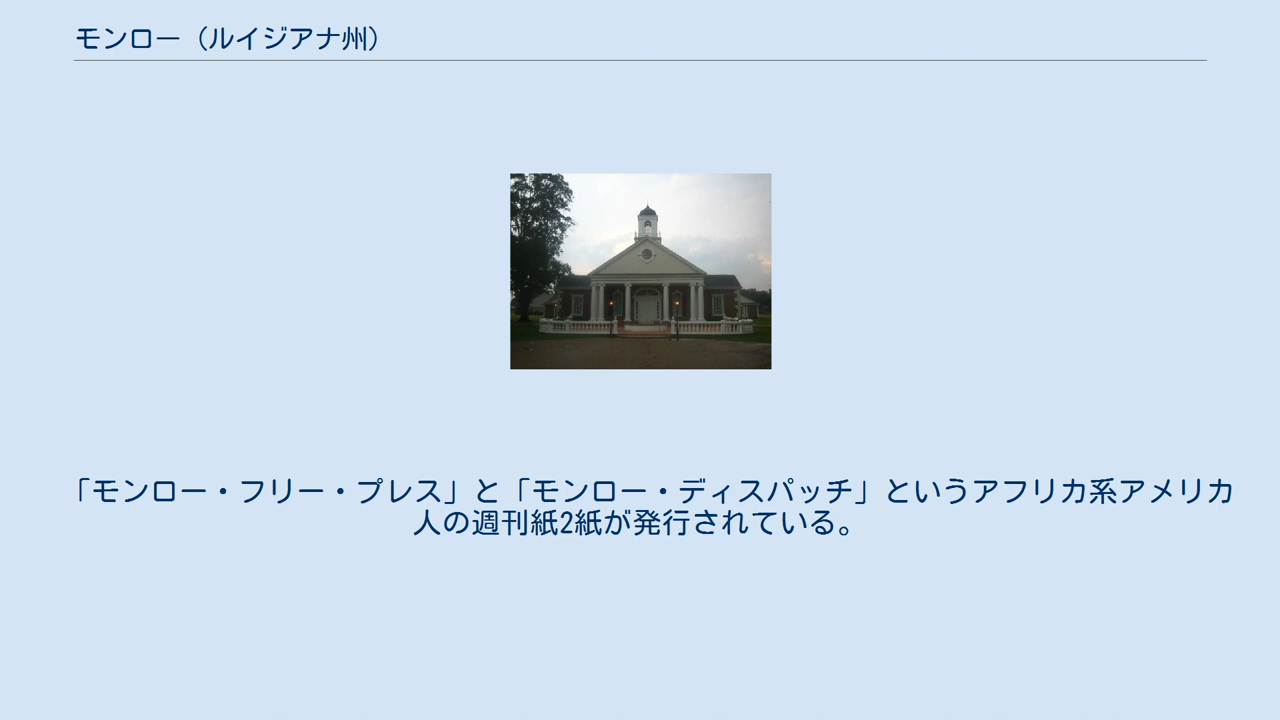 モンロー（ルイジアナ州）
「モンロー・フリー・プレス」と「モンロー・ディスパッチ」というアフリカ系アメリカ
人の週刊紙2紙が発行されている。